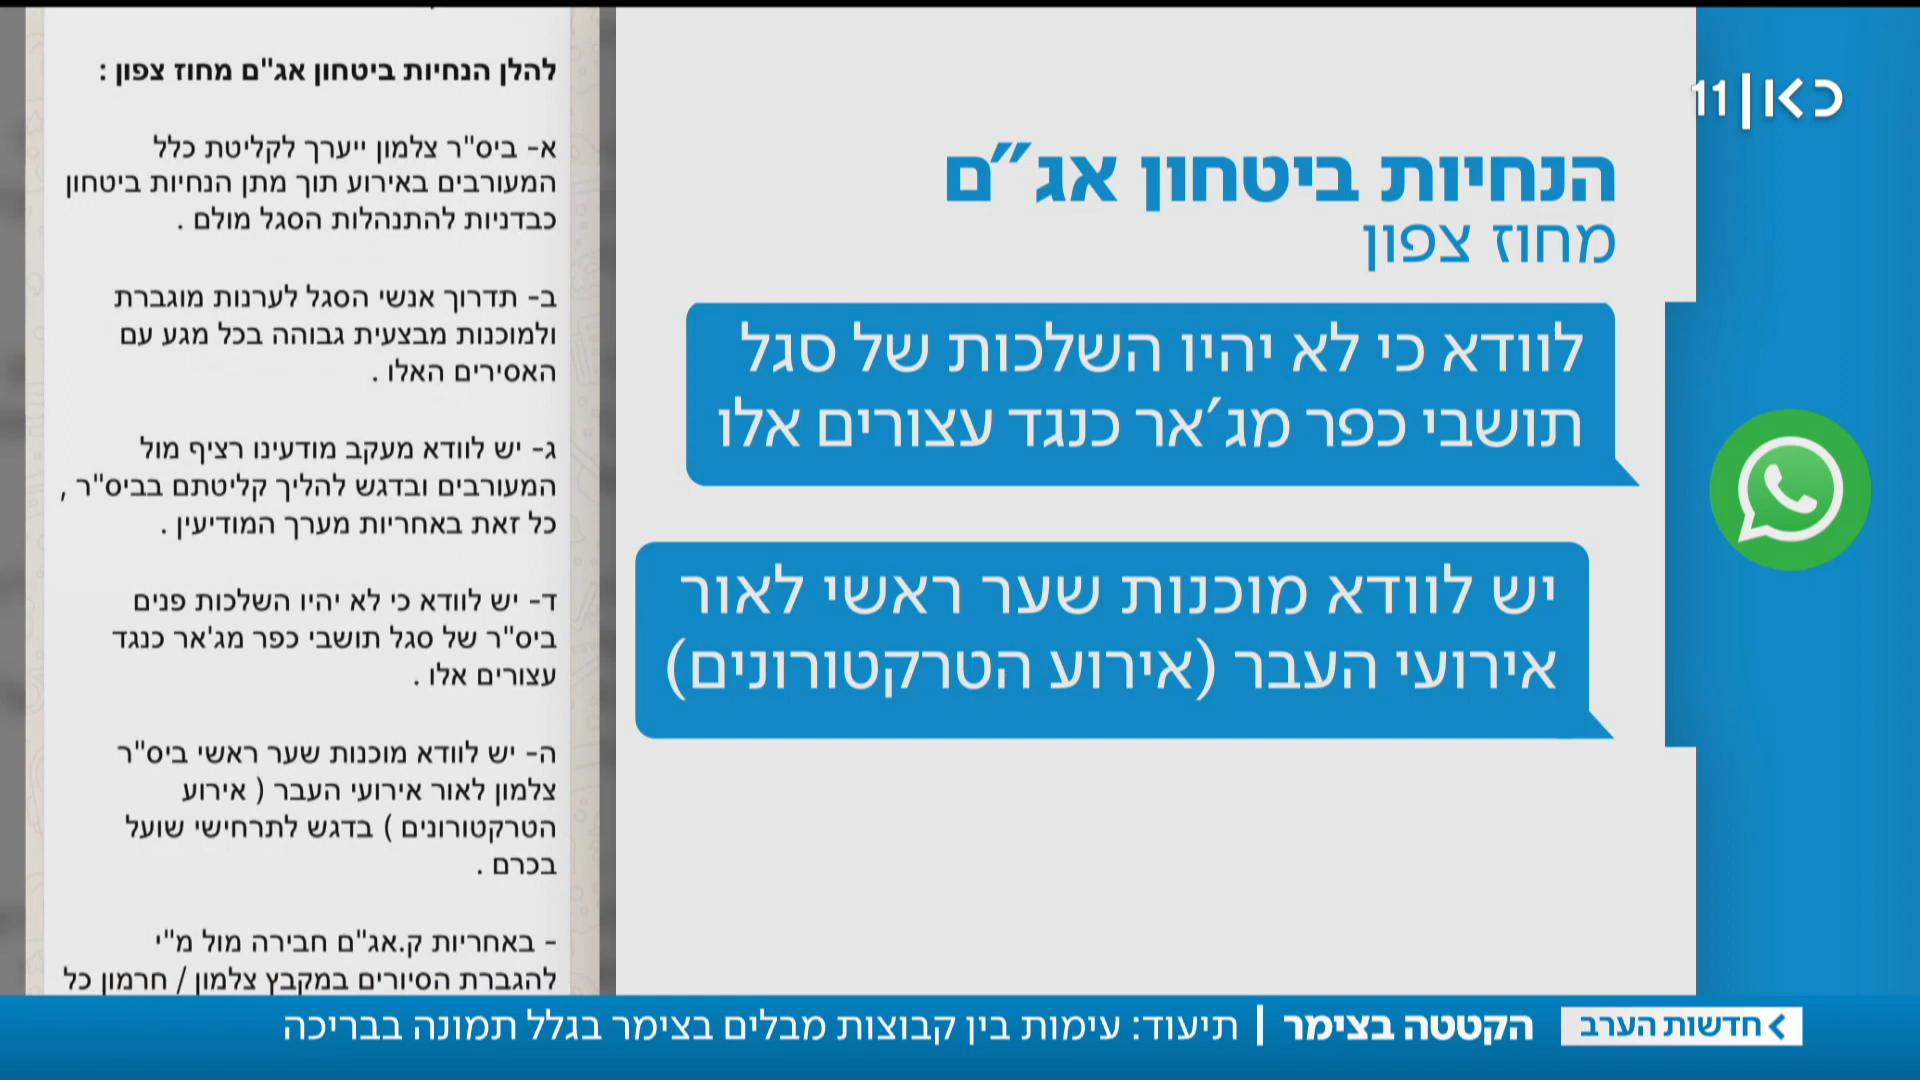 כאן 11
הנחיות ביטחון אג״ם
מחוז צפון
לוודא כי לא יהיו השלכות של סגל
תושבי כפר מג׳אר כנגד עצורים אלו
יש לוודא מוכנות שער ראשי לאור
אירועי העבר (אירוע הטרקטורונים)
להלן הנחיות ביטחון אג"ם מחוז צפון :
א- ביס"ר צלמון ייערך לקליטת כלל
המעורבים באירוע תוך מתן הנחיות ביטחון
כבדניות להתנהלות הסגל מולם .
ב- תדרוך אנשי הסגל לערנות מוגברת
ולמוכנות מבצעית גבוהה בכל מגע עם
האסירים האלו .
ג- יש לוודא מעקב מודעינו רציף מול
המעורבים ובדגש להליך קליטתם בביס"ר ,
כל זאת באחריות מערך המודיעין .
ד- יש לוודא כי לא יהיו השלכות פנים
ביס"ר של סגל תושבי כפר מג'אר כנגד
עצורים אלו .
ה- יש לוודא מוכנות שער ראשי ביס"ר
צלמון לאור אירועי העבר ( אירוע
הטרקטורונים ) בדגש לתרחישי שועל
בכרם .
- באחריות ק.אג"ם חבירה מול מ"י
להגברת הסיורים במקבץ צלמון / חרמון כל
חדשות הערב
הקטטה בצימר | תיעוד: עימות בין קבוצות מבלים בצימר בגלל תמונה בבריכה